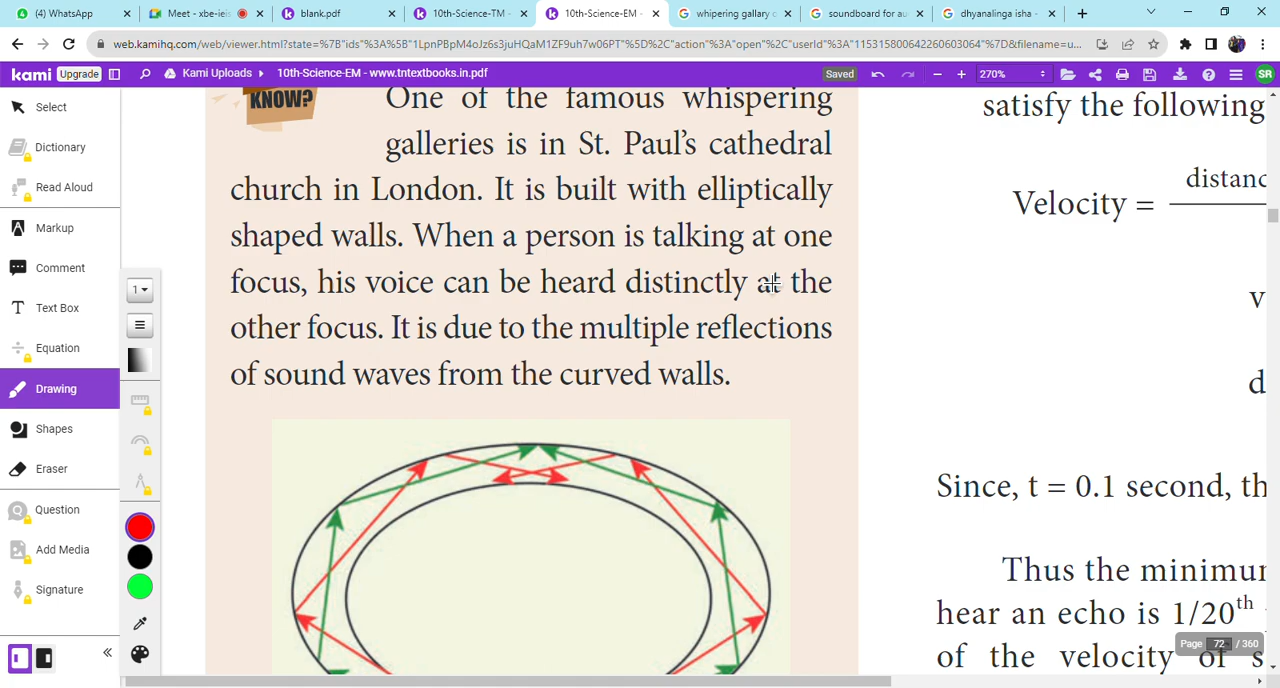 (4) WhatsApp
Meet - xbe-ieis
blank.pdf
10th-Science-TM -
10th-Science-EM -
whipering gallary c
soundboard for au
dhyanalinga isha -
web.kamihq.com/web/viewer.html?state=%7B"ids"%3A%5B"1LpnPBpM4oJz6s3juHQaM1ZF9uh7w06PT"%5D%2C"action"%3A"open"%2C"userId"%3A"115315800642260603064"%7D&filename=u...
kami Upgrade
Kami Uploads
10th-Science-EM - www.tntextbooks.in.pdf
Saved
270%
SR
Select
Dictionary
Read Aloud
Markup
Comment
Text Box
Equation
Drawing
Shapes
Eraser
Question
Add Media
Signature
1
KNOW?
One of the famous whispering
galleries is in St. Paul's cathedral
church in London. It is built with elliptically
shaped walls. When a person is talking at one
focus, his voice can be heard distinctly at the
other focus. It is due to the multiple reflections
of sound waves from the curved walls.
satisfy the following
distanc
Velocity =
v
d
Since, t = 0.1 second, th
Thus the minimum
hear an echo is 1/20th
of the velocity of s
Page 72 / 360